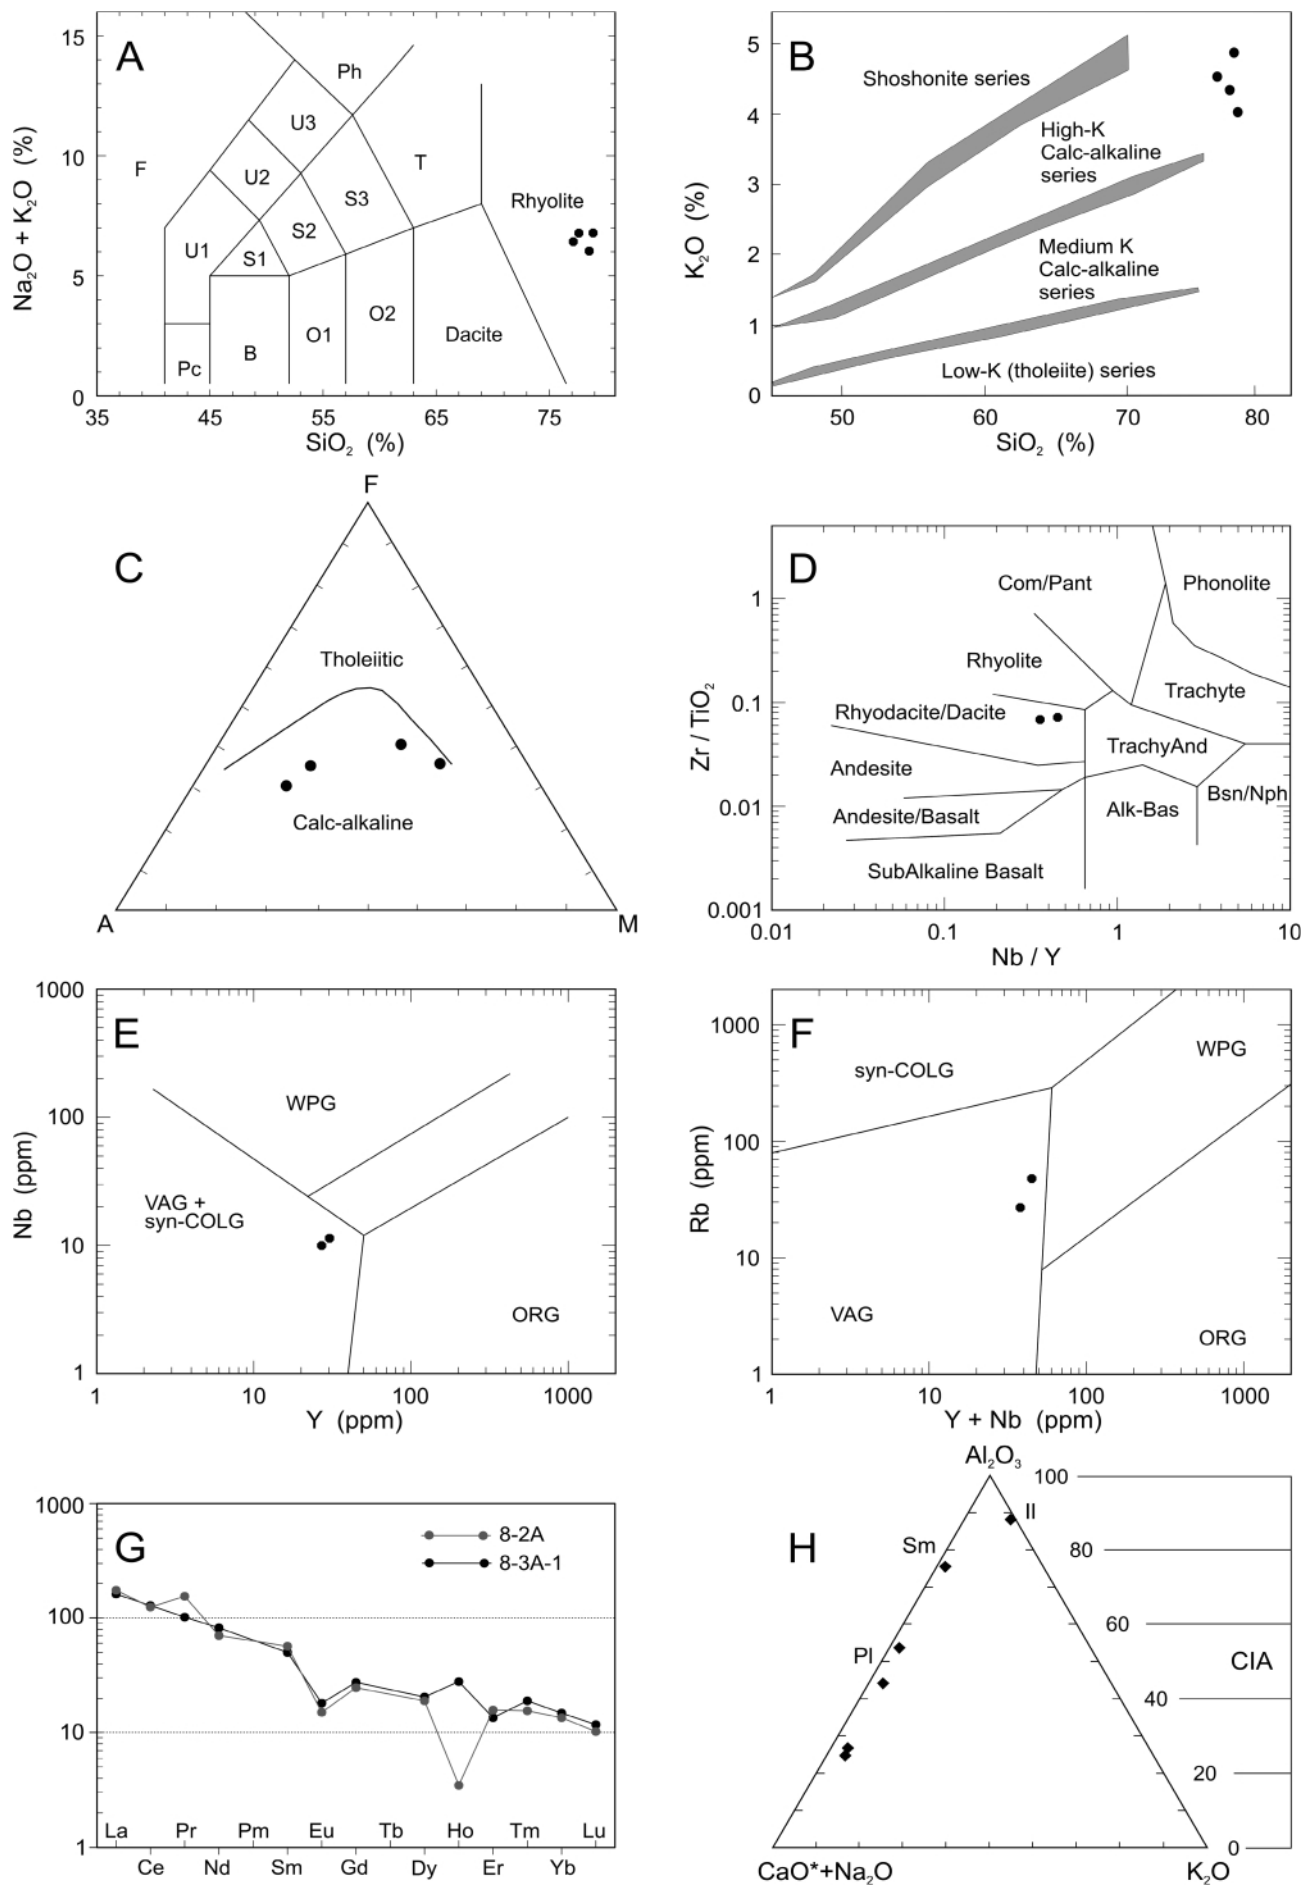 A
Na₂O + K₂O (%)
15
10
5
0
F
Ph
U3
U2
U1
T
S3
S2
S1
Rhyolite
Pc
B
O1
O2
Dacite
35
45
55
65
75
SiO₂ (%)
B
K₂O (%)
5
4
3
2
1
0
Shoshonite series
High-K
Calc-alkaline
series
Medium K
Calc-alkaline
series
Low-K (tholeiite) series
50
60
70
80
SiO₂ (%)
C
F
Tholeiitic
Calc-alkaline
A
M
D
Zr / TiO₂
1
0.1
0.01
0.001
Com/Pant
Phonolite
Rhyolite
Trachyte
Rhyodacite/Dacite
TrachyAnd
Andesite
Bsn/Nph
Andesite/Basalt
Alk-Bas
SubAlkaline Basalt
0.01
0.1
1
10
Nb / Y
E
Nb (ppm)
1000
100
10
1
WPG
VAG +
syn-COLG
ORG
1
10
100
1000
Y (ppm)
F
Rb (ppm)
1000
100
10
1
syn-COLG
WPG
VAG
ORG
1
10
100
1000
Y + Nb (ppm)
G
1000
100
10
1
8-2A
8-3A-1
La
Pr
Pm
Eu
Tb
Ho
Tm
Lu
Ce
Nd
Sm
Gd
Dy
Er
Yb
H
Al₂O₃
100
Il
Sm
80
60
Pl
CIA
40
20
0
CaO*+Na₂O
K₂O